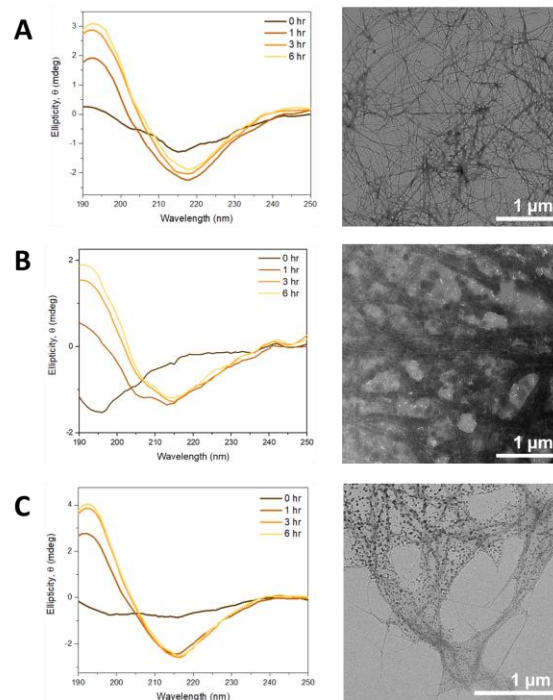 A
Ellipticity, θ (mdeg)
3
2
1
0
-1
-2
-3
190 200 210 220 230 240 250
Wavelength (nm)
0 hr
1 hr
3 hr
6 hr
1 μm
B
Ellipticity, θ (mdeg)
2
0
-2
190 200 210 220 230 240 250
Wavelength (nm)
0 hr
1 hr
3 hr
6 hr
1 μm
C
Ellipticity, θ (mdeg)
4
2
0
-2
190 200 210 220 230 240 250
Wavelength (nm)
0 hr
1 hr
3 hr
6 hr
1 μm